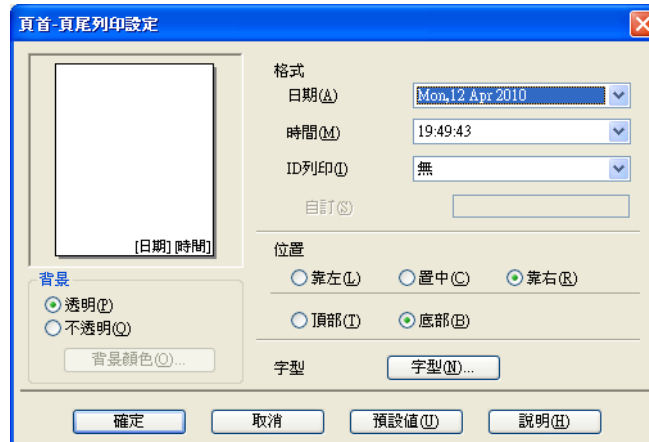 頁首-頁尾列印設定
[日期] [時間]
背景
透明(P)
不透明(Q)
背景顏色(O)...
格式
日期(A) Mon,12 Apr 2010
時間(M) 19:49:43
ID列印(I) 無
自訂(S)
位置
靠左(L) 置中(C) 靠右(R)
頂部(T) 底部(B)
字型 字型(N)...
確定 取消 預設值(U) 說明(H)